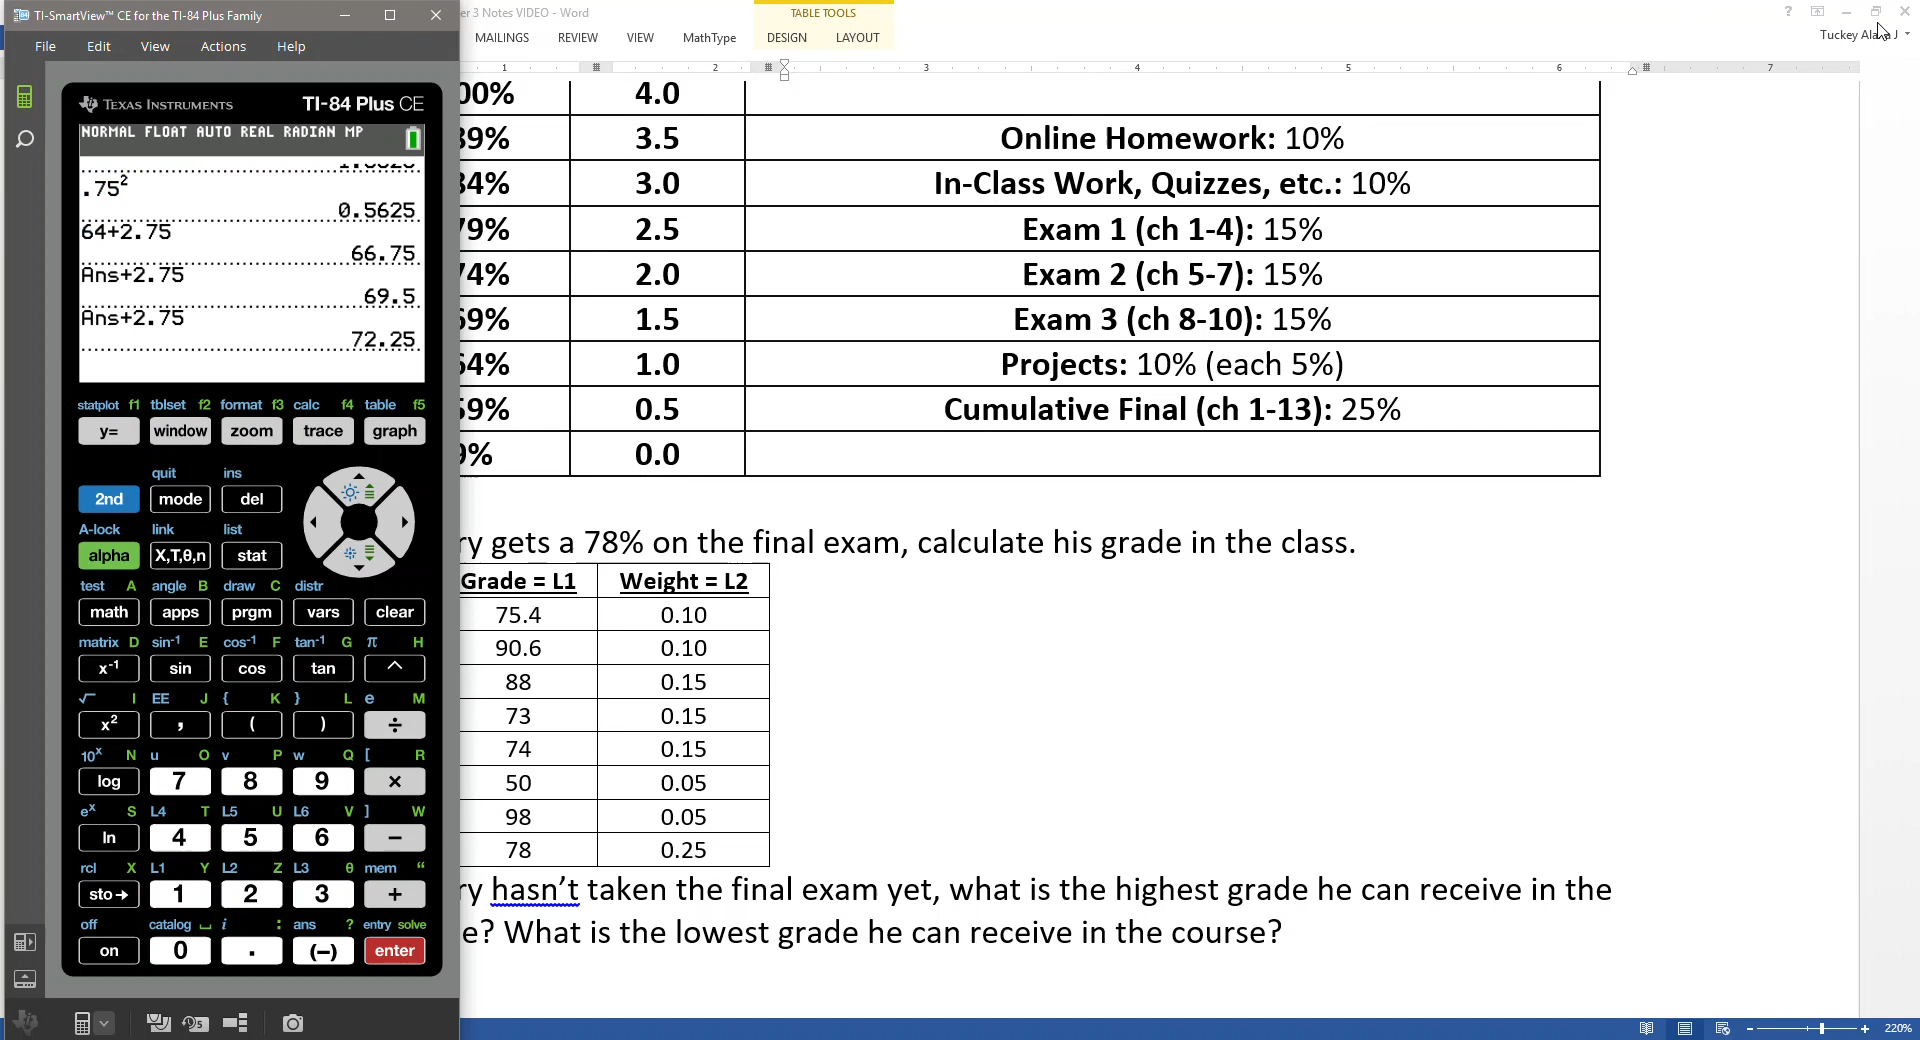 TI-SmartView™ CE for the TI-84 Plus Family
File Edit View Actions Help
TEXAS INSTRUMENTS TI-84 Plus CE
NORMAL FLOAT AUTO REAL RADIAN MP
.75²
0.5625
64+2.75
66.75
Ans+2.75
69.5
Ans+2.75
72.25
statplot f1 tblset f2 format f3 calc f4 table f5
y= window zoom trace graph
quit ins
2nd mode del
A-lock link list
alpha X,T,θ,n stat
test A angle B draw C distr
math apps prgm vars clear
matrix D sin⁻¹ E cos⁻¹ F tan⁻¹ G π H
x⁻¹ sin cos tan ^
√ I EE J { K } L e M
x² , ( ) ÷
10ˣ N u O v P w Q [ R
log 7 8 9 ×
eˣ S L4 T L5 U L6 V ] W
ln 4 5 6 −
rcl X L1 Y L2 Z L3 θ mem “
sto→ 1 2 3 +
off catalog ⎵ i : ans ? entry solve
on 0 . (−) enter
er 3 Notes VIDEO - Word
TABLE TOOLS
?
MAILINGS REVIEW VIEW MathType DESIGN LAYOUT
Tuckey J
1 2 3 4 5 6 7
00% 4.0
89% 3.5 Online Homework: 10%
84% 3.0 In-Class Work, Quizzes, etc.: 10%
79% 2.5 Exam 1 (ch 1-4): 15%
74% 2.0 Exam 2 (ch 5-7): 15%
69% 1.5 Exam 3 (ch 8-10): 15%
64% 1.0 Projects: 10% (each 5%)
59% 0.5 Cumulative Final (ch 1-13): 25%
9% 0.0
ry gets a 78% on the final exam, calculate his grade in the class.
Grade = L1 Weight = L2
75.4 0.10
90.6 0.10
88 0.15
73 0.15
74 0.15
50 0.05
98 0.05
78 0.25
ry hasn’t taken the final exam yet, what is the highest grade he can receive in the
e? What is the lowest grade he can receive in the course?
220%